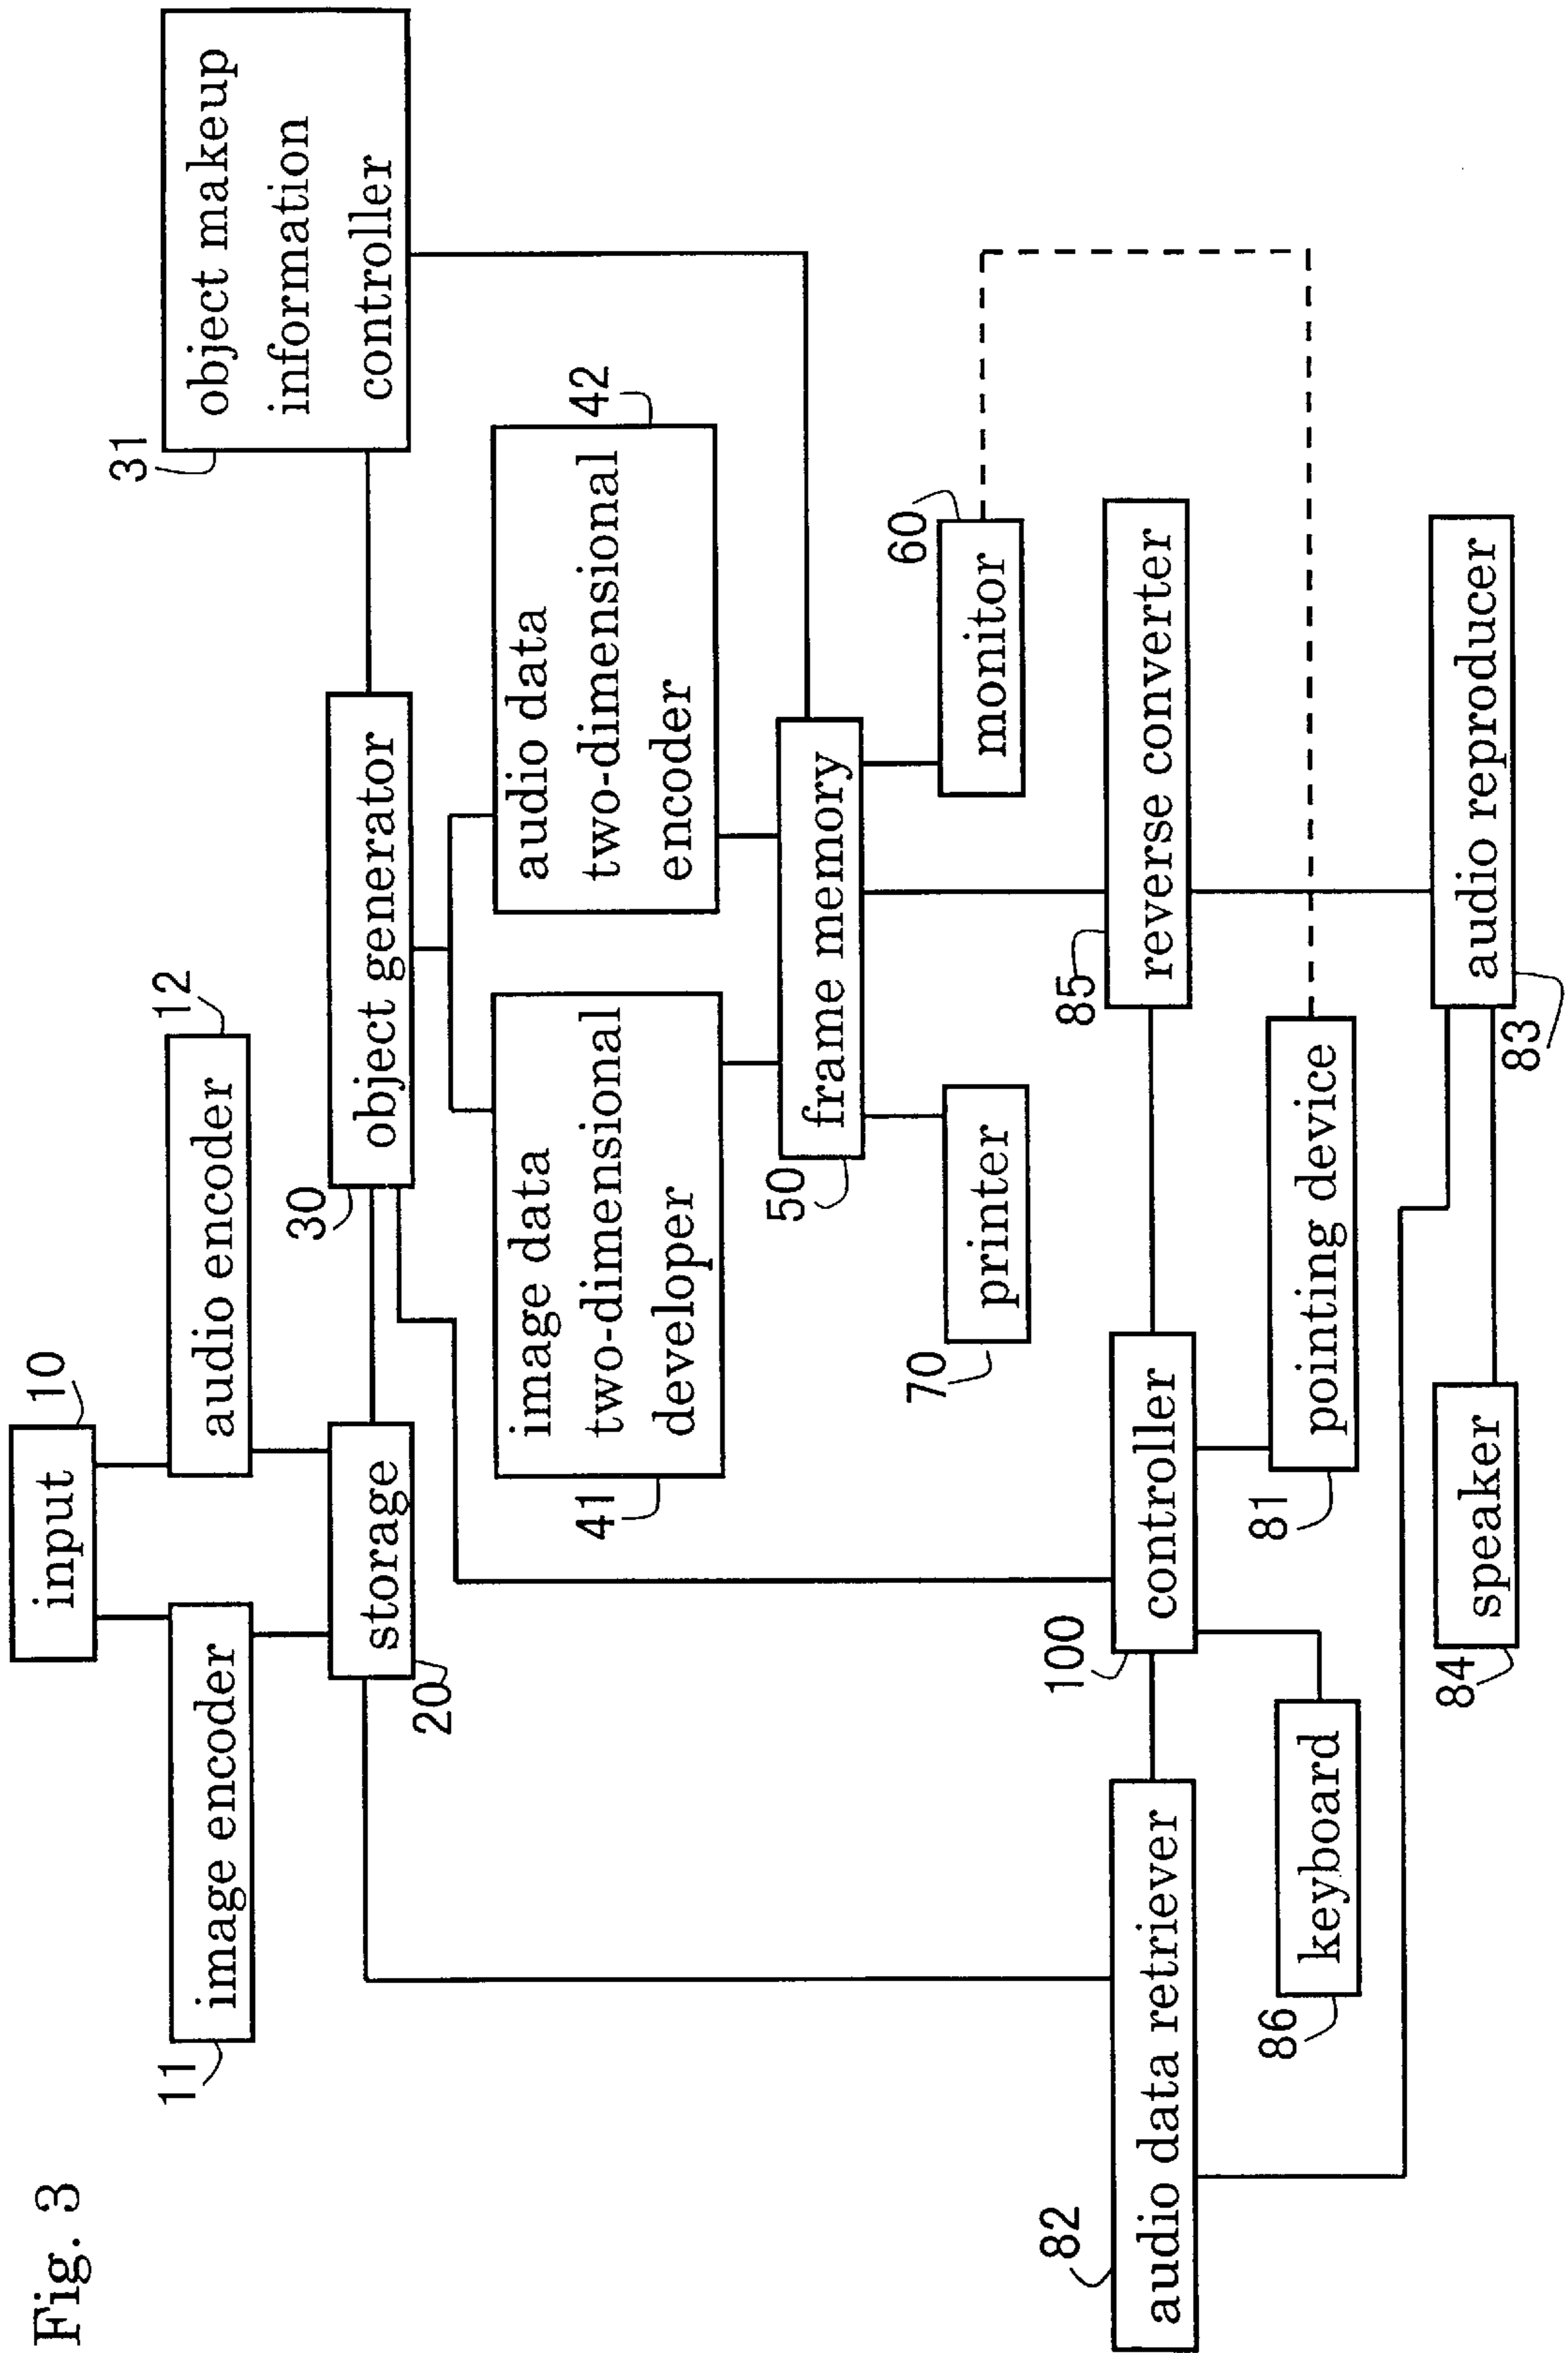 Fig. 3
input
10
image encoder
11
audio encoder
12
storage
20
object generator
30
object makeup
information
controller
31
image data
two-dimensional
developer
41
audio data
two-dimensional
encoder
42
frame memory
50
printer
70
monitor
60
audio data retriever
82
controller
100
reverse converter
85
keyboard
86
pointing device
81
speaker
84
audio reproducer
83